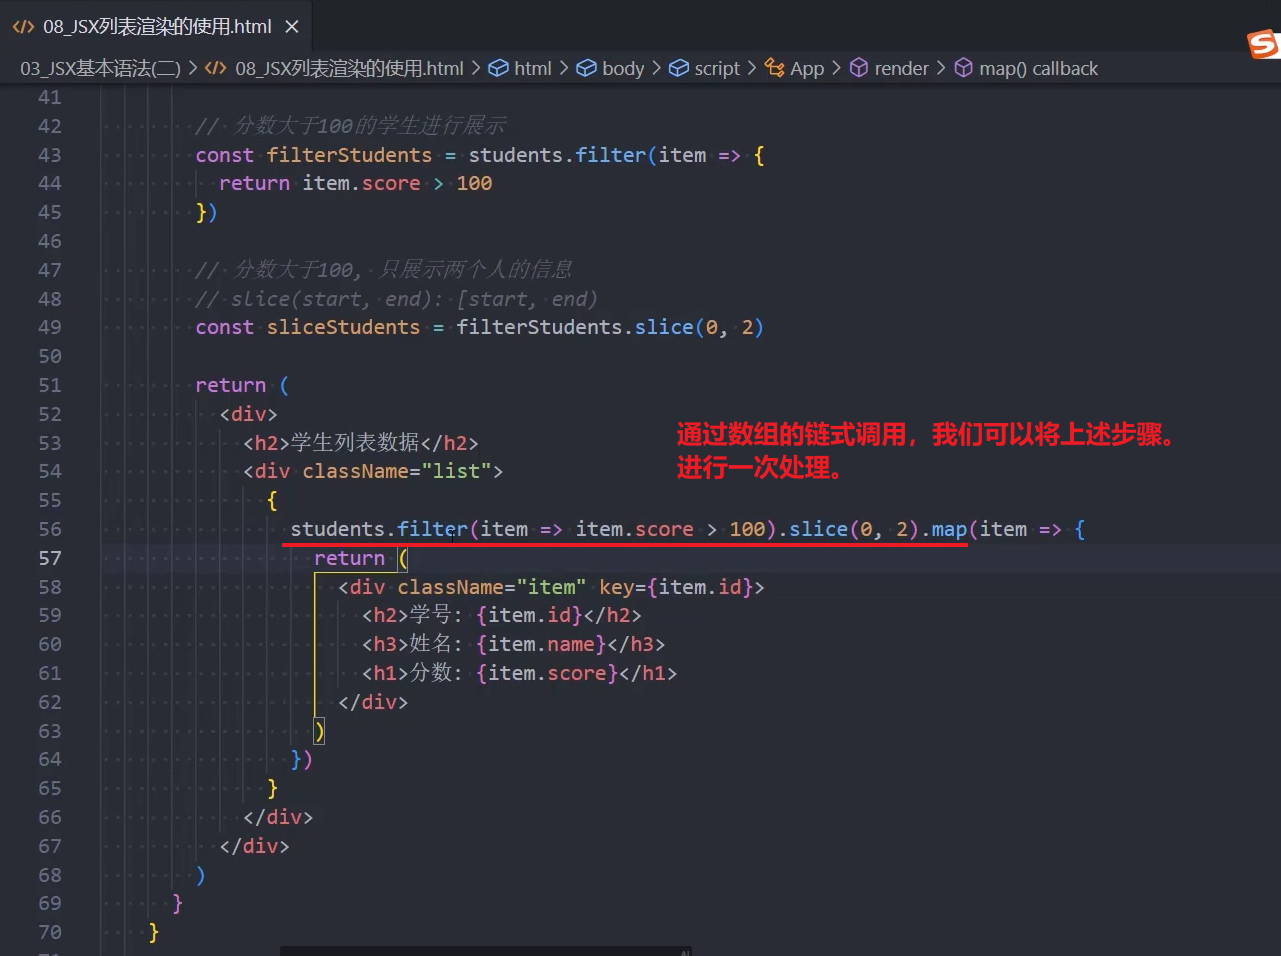 08_JSX列表渲染的使用.html
03_JSX基本语法(二) > 08_JSX列表渲染的使用.html > html > body > script > App > render > map() callback
41
42 // 分数大于100的学生进行展示
43 const filterStudents = students.filter(item => {
44 return item.score > 100
45 })
46
47 // 分数大于100, 只展示两个人的信息
48 // slice(start, end): [start, end)
49 const sliceStudents = filterStudents.slice(0, 2)
50
51 return (
52 <div>
53 <h2>学生列表数据</h2>
通过数组的链式调用，我们可以将上述步骤。
54 <div className="list">
进行一次处理。
55 {
56 students.filter(item => item.score > 100).slice(0, 2).map(item => {
57 return (
58 <div className="item" key={item.id}>
59 <h2>学号: {item.id}</h2>
60 <h3>姓名: {item.name}</h3>
61 <h1>分数: {item.score}</h1>
62 </div>
63 )
64 })
65 }
66 </div>
67 </div>
68 )
69 }
70 }